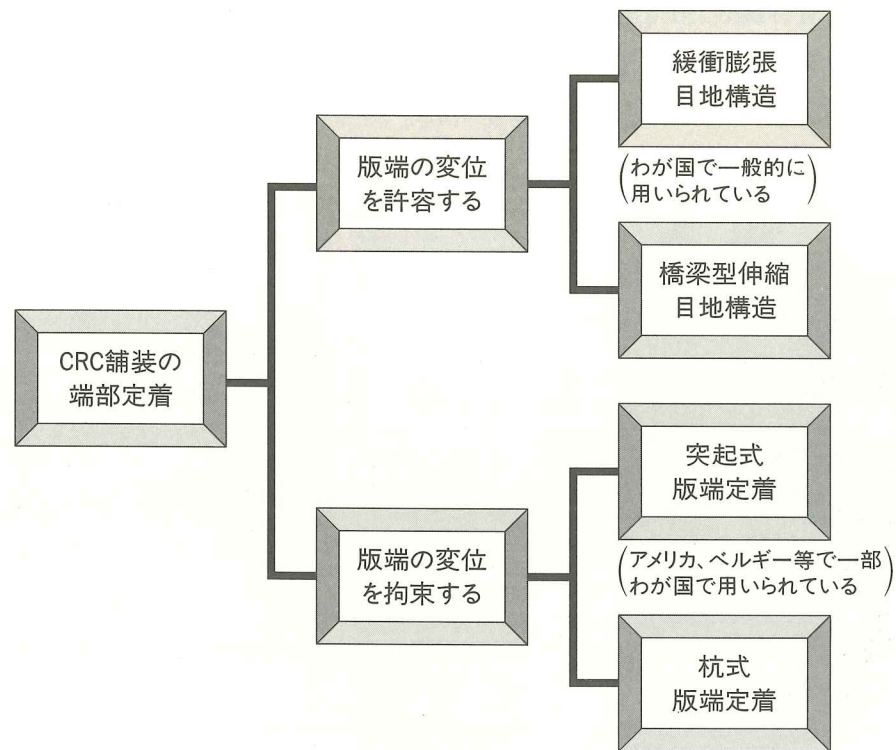 CRC舗装の
端部定着
版端の変位
を許容する
緩衝膨張
目地構造
(わが国で一般的に
用いられている)
橋梁型伸縮
目地構造
版端の変位
を拘束する
突起式
版端定着
(アメリカ、ベルギー等で一部
わが国で用いられている)
杭式
版端定着